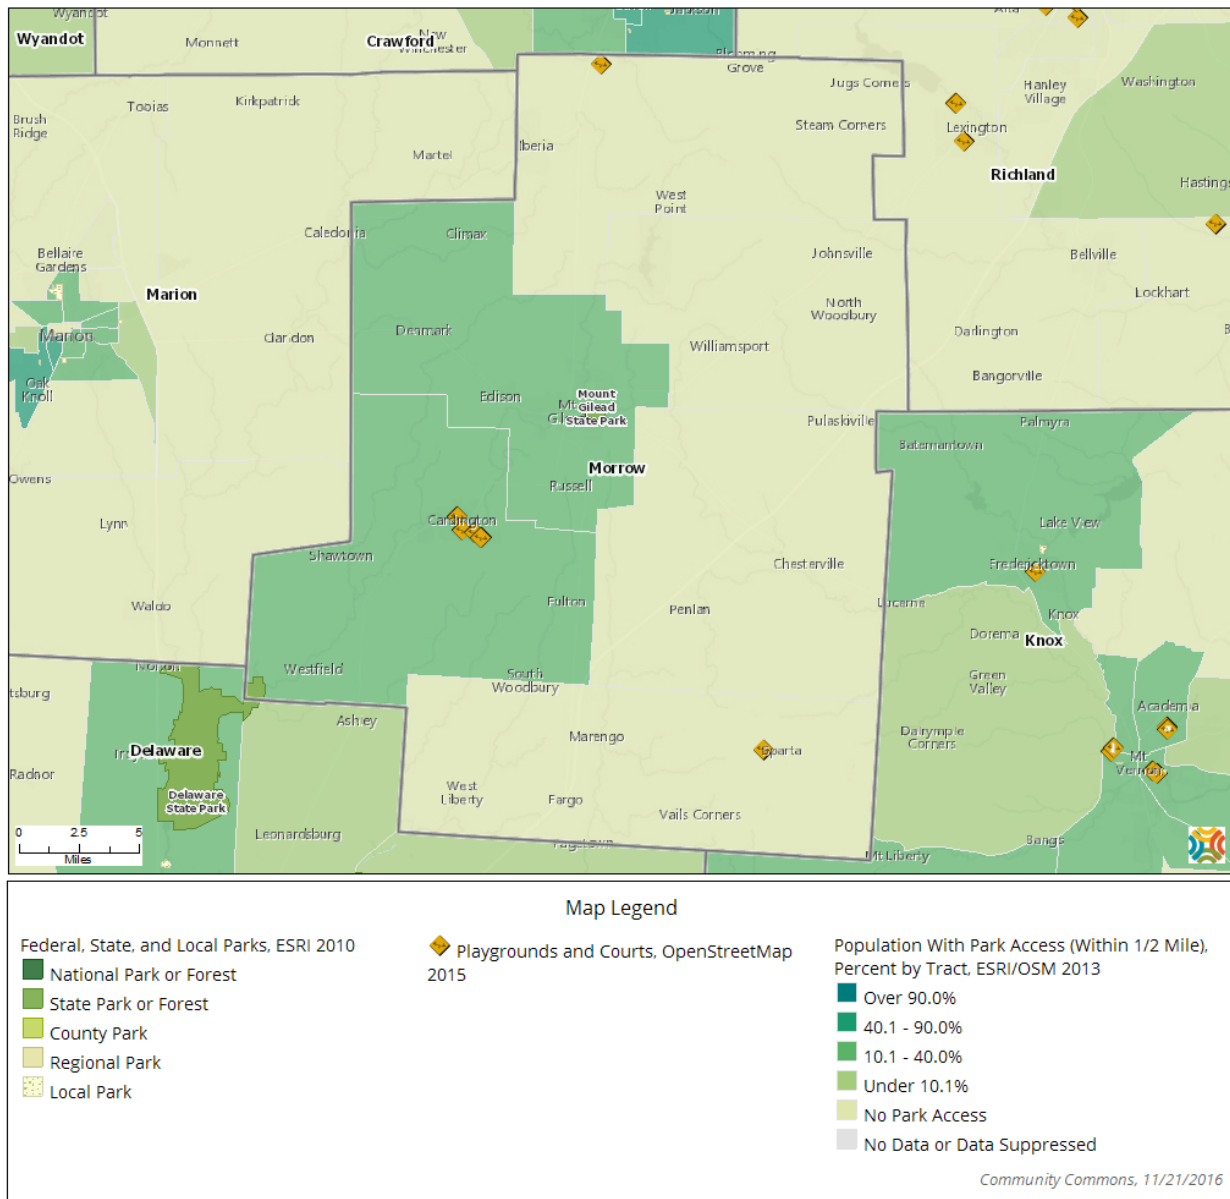 Wyandot
Wyandot
Monnett
Crawford
New
Winchester
Jackson
Blooming
Grove
Jugs Corners
Hanley
Village
Washington
Brush
Ridge
Kirkpatrick
Steam Corners
Lexington
Martel
Iberia
Richland
Hastings
West
Point
Caledonia
Climax
Johnsville
Bellville
Bellaire
Gardens
Marion
Lockhart
North
Woodbury
Marion
Claridon
Denmark
Williamsport
Darlington
Bangorville
Oak
Knoll
Edison
Mount
Gilead
State Park
Pulaskiville
Palmyra
Batemantown
Owens
Morrow
Russell
Lynn
Cardington
Lake View
Shawtown
Chesterville
Fredericktown
Waldo
Fulton
Penlan
Lucerne
Knox
Dorema
Knox
Norton
Westfield
South
Woodbury
Green
Valley
tsburg
Ashley
Academia
Delaware
Marengo
Sparta
Dalrymple
Corners
Mt
Vernon
Radnor
Delaware
State Park
West
Liberty
Fargo
Vails Corners
0 2.5 5
Miles
Leonardsburg
Bangs
Mt Liberty
Map Legend
Federal, State, and Local Parks, ESRI 2010
National Park or Forest
State Park or Forest
County Park
Regional Park
Local Park
Playgrounds and Courts, OpenStreetMap
2015
Population With Park Access (Within 1/2 Mile),
Percent by Tract, ESRI/OSM 2013
Over 90.0%
40.1 - 90.0%
10.1 - 40.0%
Under 10.1%
No Park Access
No Data or Data Suppressed
Community Commons, 11/21/2016